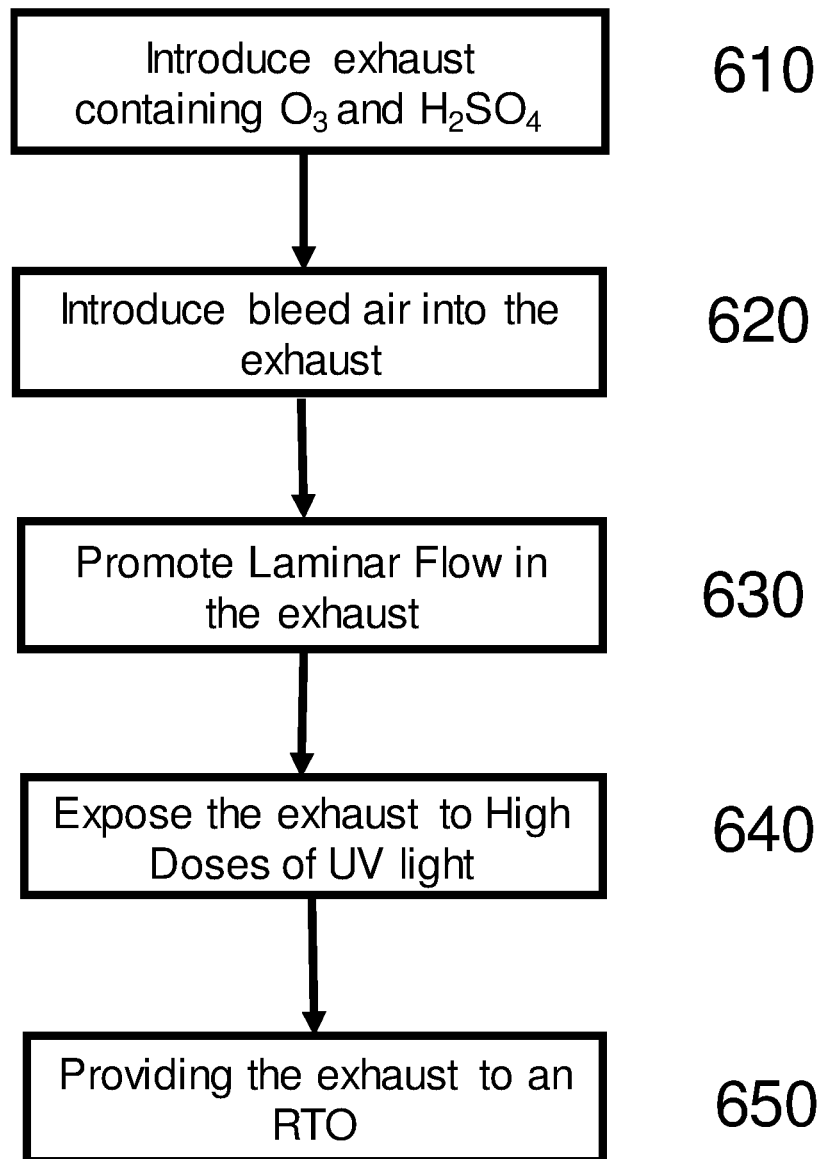 Introduce exhaust
containing O₃ and H₂SO₄
610
Introduce bleed air into the
exhaust
620
Promote Laminar Flow in
the exhaust
630
Expose the exhaust to High
Doses of UV light
640
Providing the exhaust to an
RTO
650